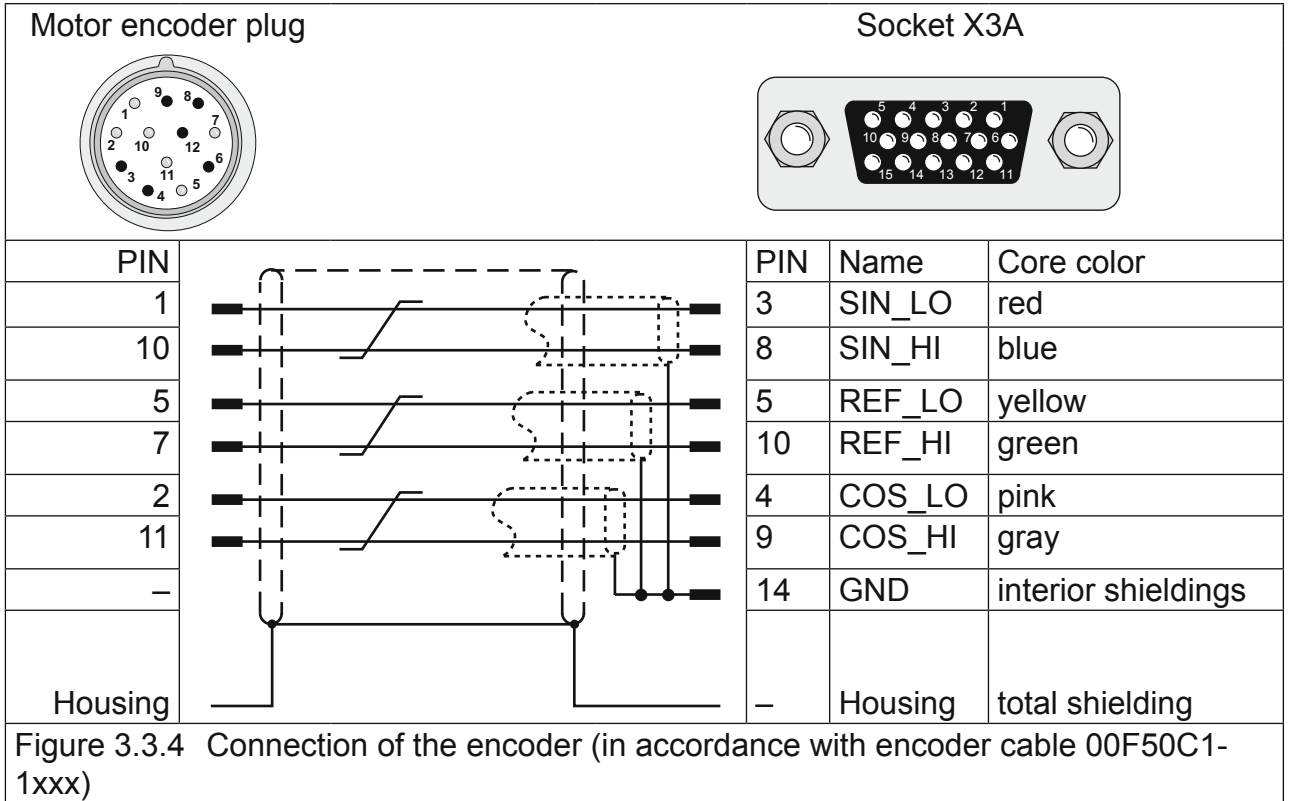 Motor encoder plug Socket X3A
9 8
1 7
2 10 12
3 11 6
4 5
5 4 3 2 1
10 9 8 7 6
15 14 13 12 11
PIN PIN Name Core color
1 3 SIN_LO red
10 8 SIN_HI blue
5 5 REF_LO yellow
7 10 REF_HI green
2 4 COS_LO pink
11 9 COS_HI gray
– 14 GND interior shieldings
Housing – Housing total shielding
Figure 3.3.4 Connection of the encoder (in accordance with encoder cable 00F50C1-
1xxx)